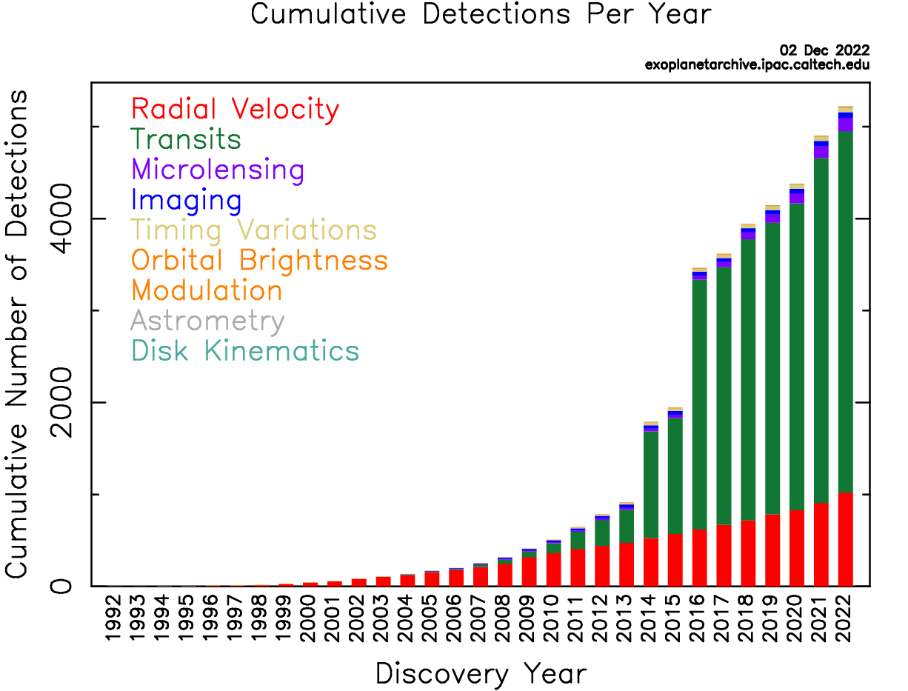 Cumulative Detections Per Year
02 Dec 2022
exoplanetarchive.ipac.caltech.edu
Radial Velocity
Transits
Microlensing
Imaging
Timing Variations
Orbital Brightness
Modulation
Astrometry
Disk Kinematics
Cumulative Number of Detections
4000
2000
0
1992 1993 1994 1995 1996 1997 1998 1999 2000 2001 2002 2003 2004 2005 2006 2007 2008 2009 2010 2011 2012 2013 2014 2015 2016 2017 2018 2019 2020 2021 2022
Discovery Year